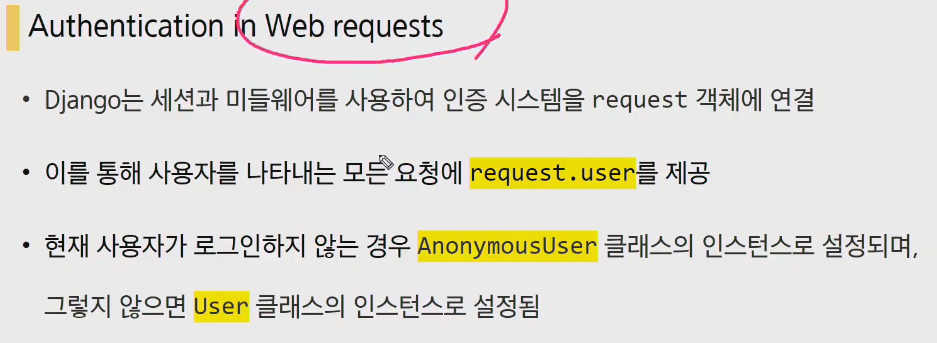 Authentication in Web requests
• Django는 세션과 미들웨어를 사용하여 인증 시스템을 request 객체에 연결
• 이를 통해 사용자를 나타내는 모든 요청에 request.user를 제공
• 현재 사용자가 로그인하지 않는 경우 AnonymousUser 클래스의 인스턴스로 설정되며,
그렇지 않으면 User 클래스의 인스턴스로 설정됨